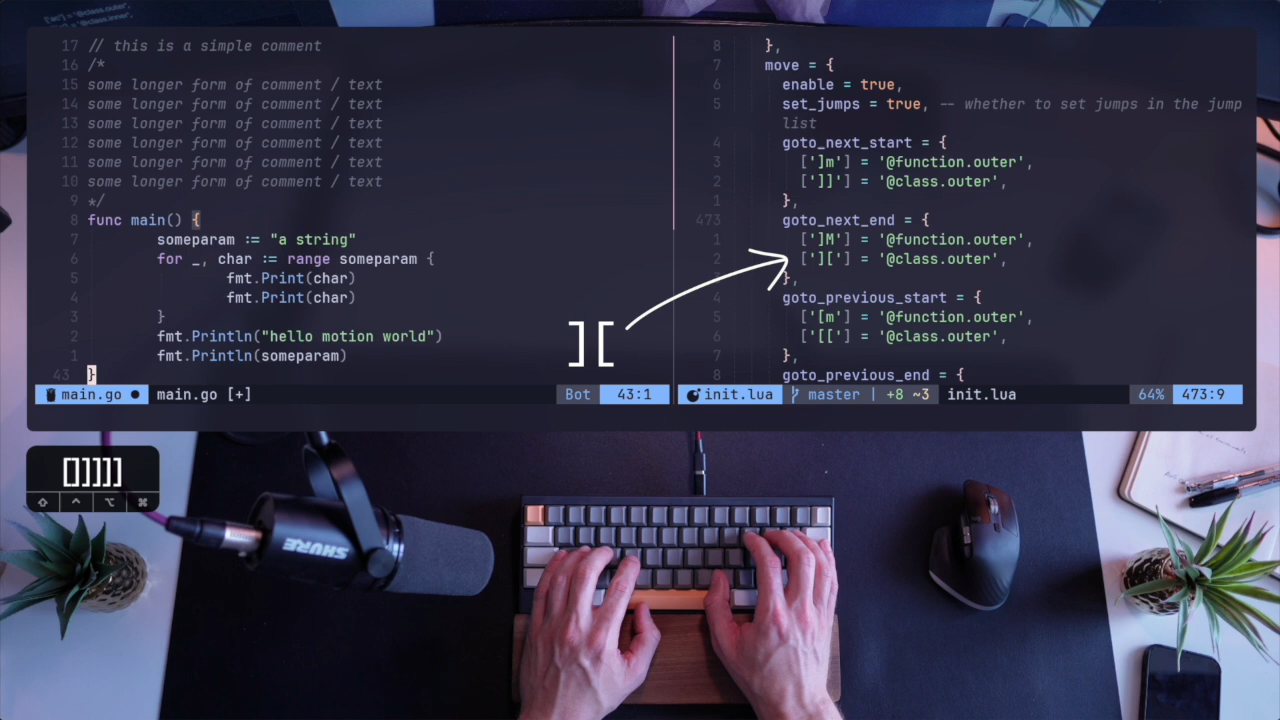 ['ac'] = '@class.outer',
['ic'] = '@class.inner',
17 // this is a simple comment
16 /*
15 some longer form of comment / text
14 some longer form of comment / text
13 some longer form of comment / text
12 some longer form of comment / text
11 some longer form of comment / text
10 some longer form of comment / text
9 */
8 func main() {
7 someparam := "a string"
6 for _, char := range someparam {
5 fmt.Print(char)
4 fmt.Print(char)
3 }
2 fmt.Println("hello motion world")
1 fmt.Println(someparam)
43 }
main.go ● main.go [+] Bot 43:1
8 },
7 move = {
6 enable = true,
5 set_jumps = true, -- whether to set jumps in the jump
list
4 goto_next_start = {
3 [']m'] = '@function.outer',
2 [']]'] = '@class.outer',
1 },
473 goto_next_end = {
1 [']M'] = '@function.outer',
2 [']['] = '@class.outer',
},
4 goto_previous_start = {
5 ['[m'] = '@function.outer',
6 ['[['] = '@class.outer',
7 },
8 goto_previous_end = {
init.lua master | +8 ~3 init.lua 64% 473:9
][
[]]]]]
SHURE